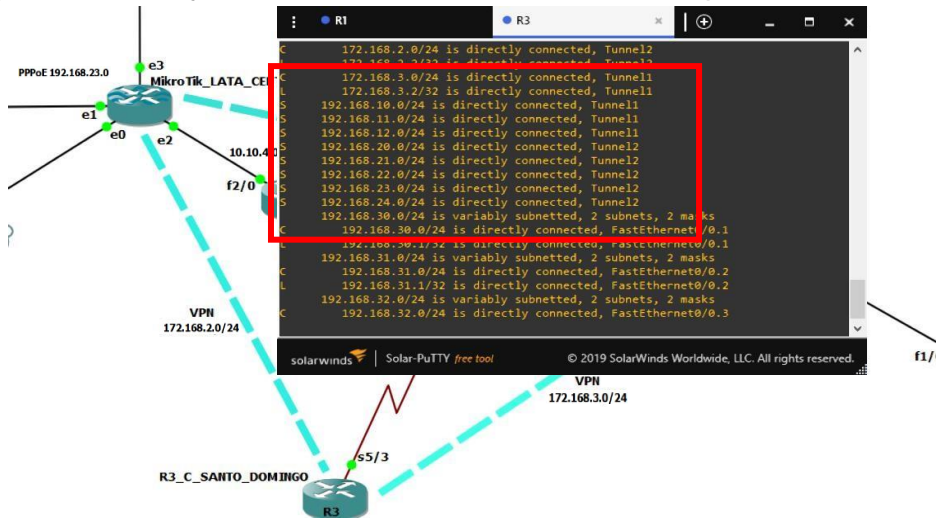 R1
R3
C 172.168.2.0/24 is directly connected, Tunnel2
L 172.168.2.2/32 is directly connected, Tunnel2
C 172.168.3.0/24 is directly connected, Tunnel1
L 172.168.3.2/32 is directly connected, Tunnel1
S 192.168.10.0/24 is directly connected, Tunnel1
S 192.168.11.0/24 is directly connected, Tunnel1
S 192.168.12.0/24 is directly connected, Tunnel1
S 192.168.20.0/24 is directly connected, Tunnel2
S 192.168.21.0/24 is directly connected, Tunnel2
S 192.168.22.0/24 is directly connected, Tunnel2
S 192.168.23.0/24 is directly connected, Tunnel2
S 192.168.24.0/24 is directly connected, Tunnel2
192.168.30.0/24 is variably subnetted, 2 subnets, 2 masks
C 192.168.30.0/24 is directly connected, FastEthernet0/0.1
L 192.168.30.1/32 is directly connected, FastEthernet0/0.1
192.168.31.0/24 is variably subnetted, 2 subnets, 2 masks
C 192.168.31.0/24 is directly connected, FastEthernet0/0.2
L 192.168.31.1/32 is directly connected, FastEthernet0/0.2
192.168.32.0/24 is variably subnetted, 2 subnets, 2 masks
C 192.168.32.0/24 is directly connected, FastEthernet0/0.3
solarwinds Solar-PuTTY free tool © 2019 SolarWinds Worldwide, LLC. All rights reserved.
PPPoE 192.168.23.0
e3
MikroTik_LATA_CE
e1
e0
e2
10.10.4.0
f2/0
VPN
172.168.2.0/24
f1/
VPN
172.168.3.0/24
s5/3
R3_C_SANTO_DOMINGO
R3